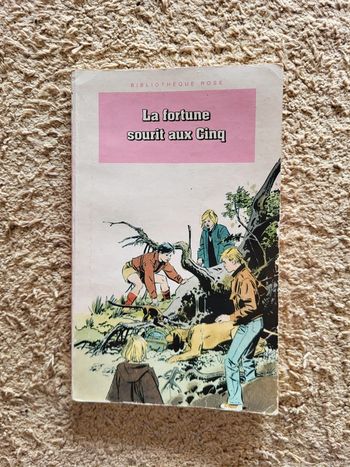 BIBLIOTHÈQUE ROSE
La fortune
sourit aux Cinq